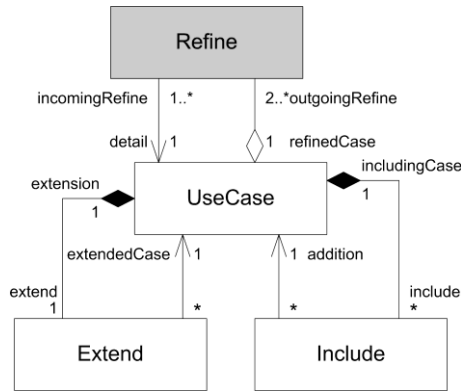 Refine
incomingRefine 1..* 2..*outgoingRefine
detail 1 1 refinedCase
includingCase
extension
1 UseCase 1
extendedCase 1 1 addition
extend include
1 * * *
Extend Include